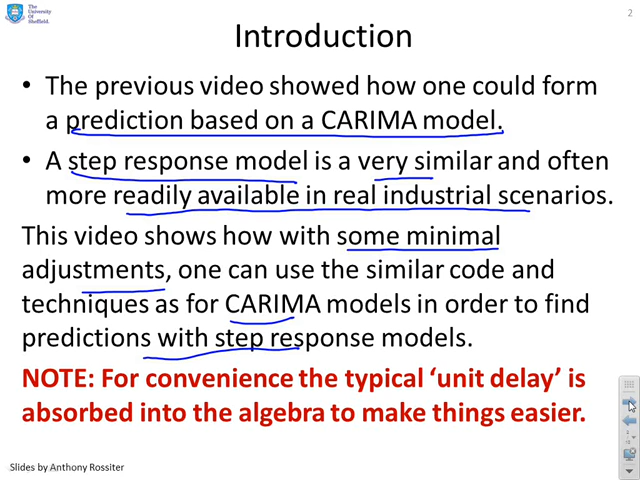 The
University
Of
Sheffield.
2
Introduction
• The previous video showed how one could form
a prediction based on a CARIMA model.
• A step response model is a very similar and often
more readily available in real industrial scenarios.
This video shows how with some minimal
adjustments, one can use the similar code and
techniques as for CARIMA models in order to find
predictions with step response models.
NOTE: For convenience the typical ‘unit delay’ is
absorbed into the algebra to make things easier.
Slides by Anthony Rossiter